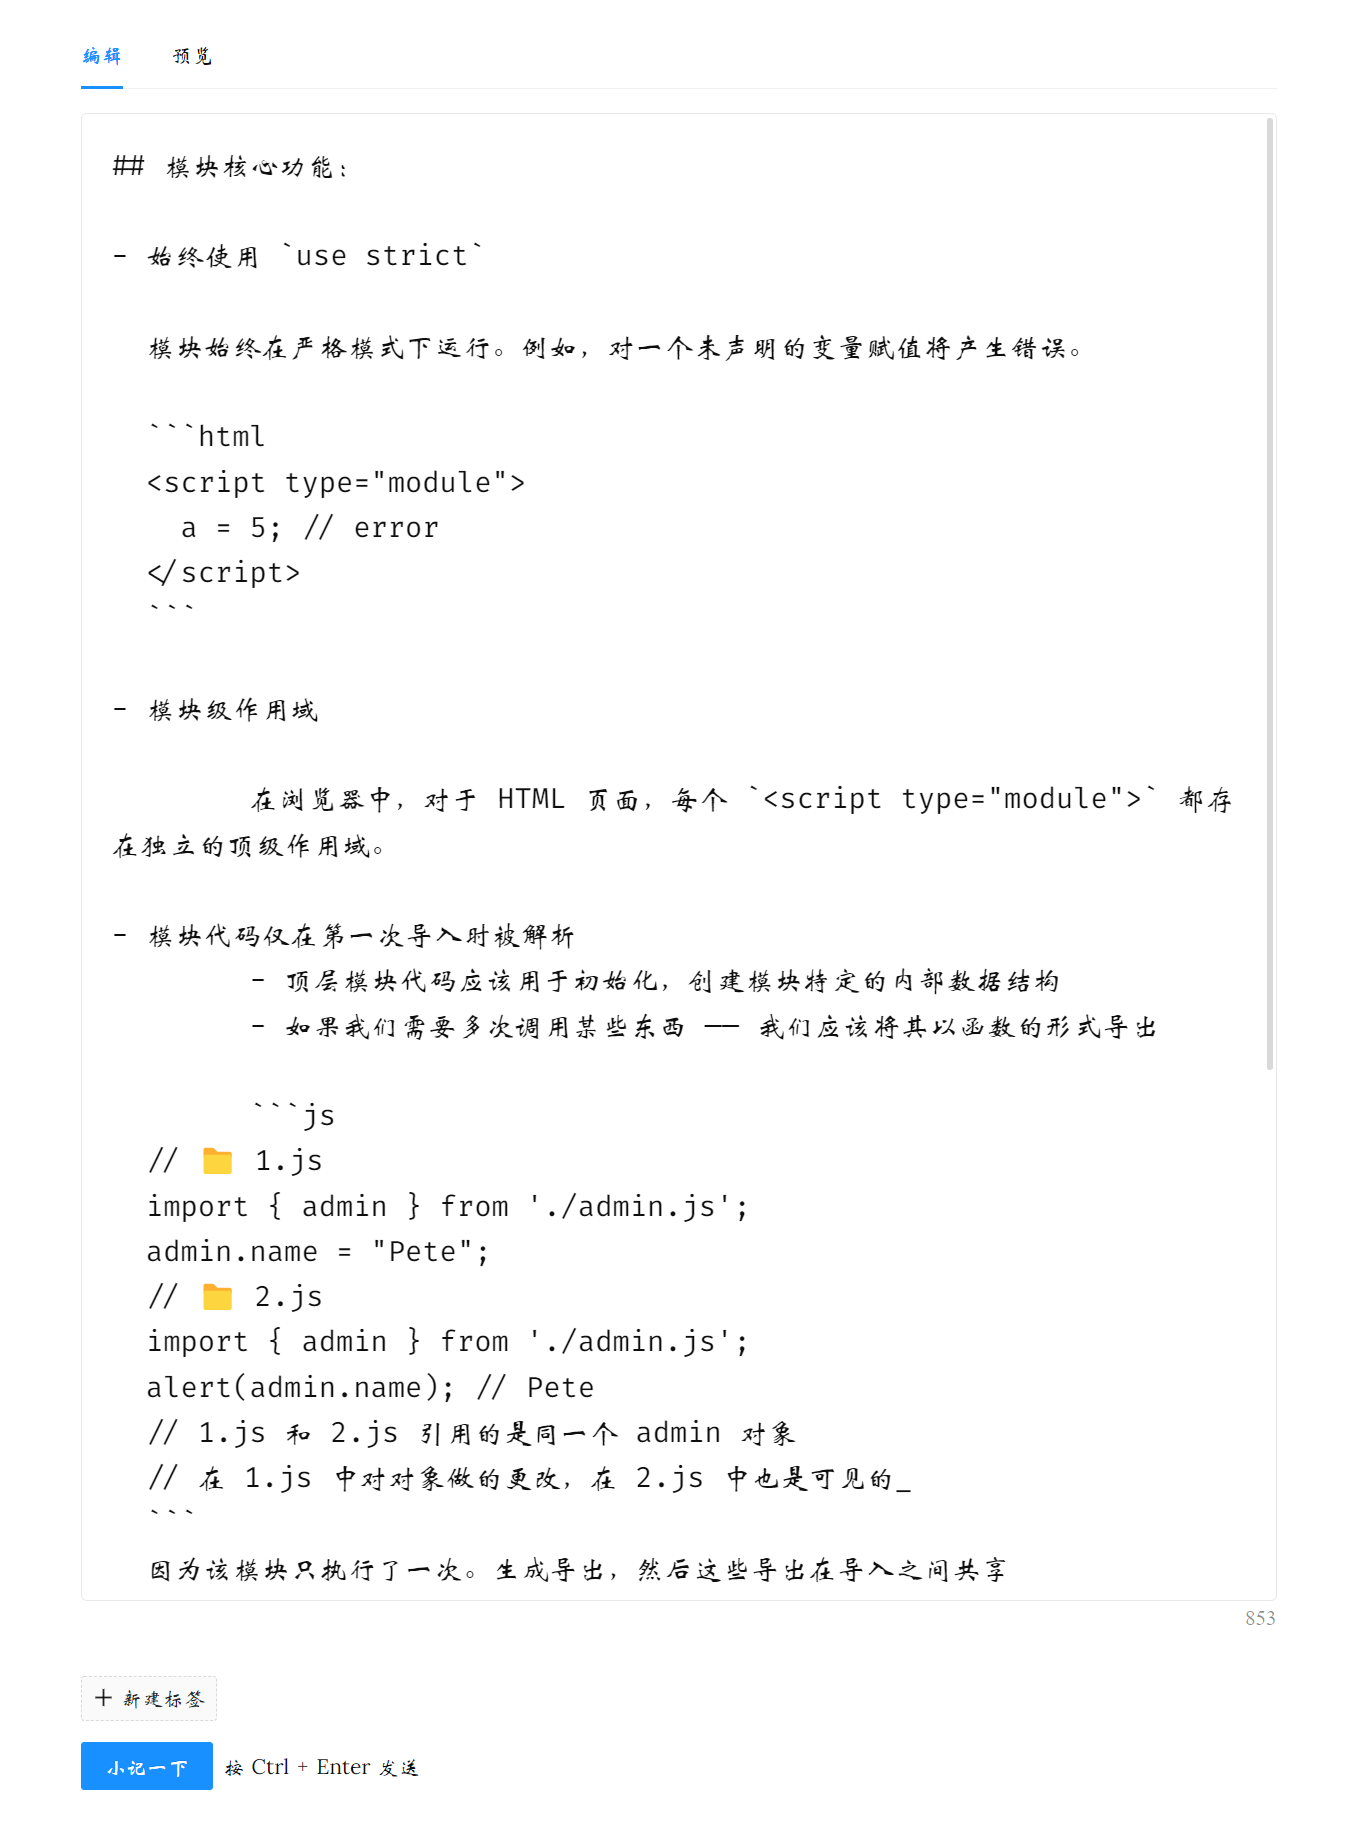 编辑 预览
## 模块核心功能：
- 始终使用 `use strict`
模块始终在严格模式下运行。例如，对一个未声明的变量赋值将产生错误。
```html
<script type="module">
  a = 5; // error
</script>
```
- 模块级作用域
在浏览器中，对于 HTML 页面，每个 `<script type="module">` 都存
在独立的顶级作用域。
- 模块代码仅在第一次导入时被解析
- 顶层模块代码应该用于初始化，创建模块特定的内部数据结构
- 如果我们需要多次调用某些东西 —— 我们应该将其以函数的形式导出
```js
// 📁 1.js
import { admin } from './admin.js';
admin.name = "Pete";
// 📁 2.js
import { admin } from './admin.js';
alert(admin.name); // Pete
// 1.js 和 2.js 引用的是同一个 admin 对象
// 在 1.js 中对对象做的更改，在 2.js 中也是可见的_
```
因为该模块只执行了一次。生成导出，然后这些导出在导入之间共享
853
+ 新建标签
小记一下 按 Ctrl + Enter 发送